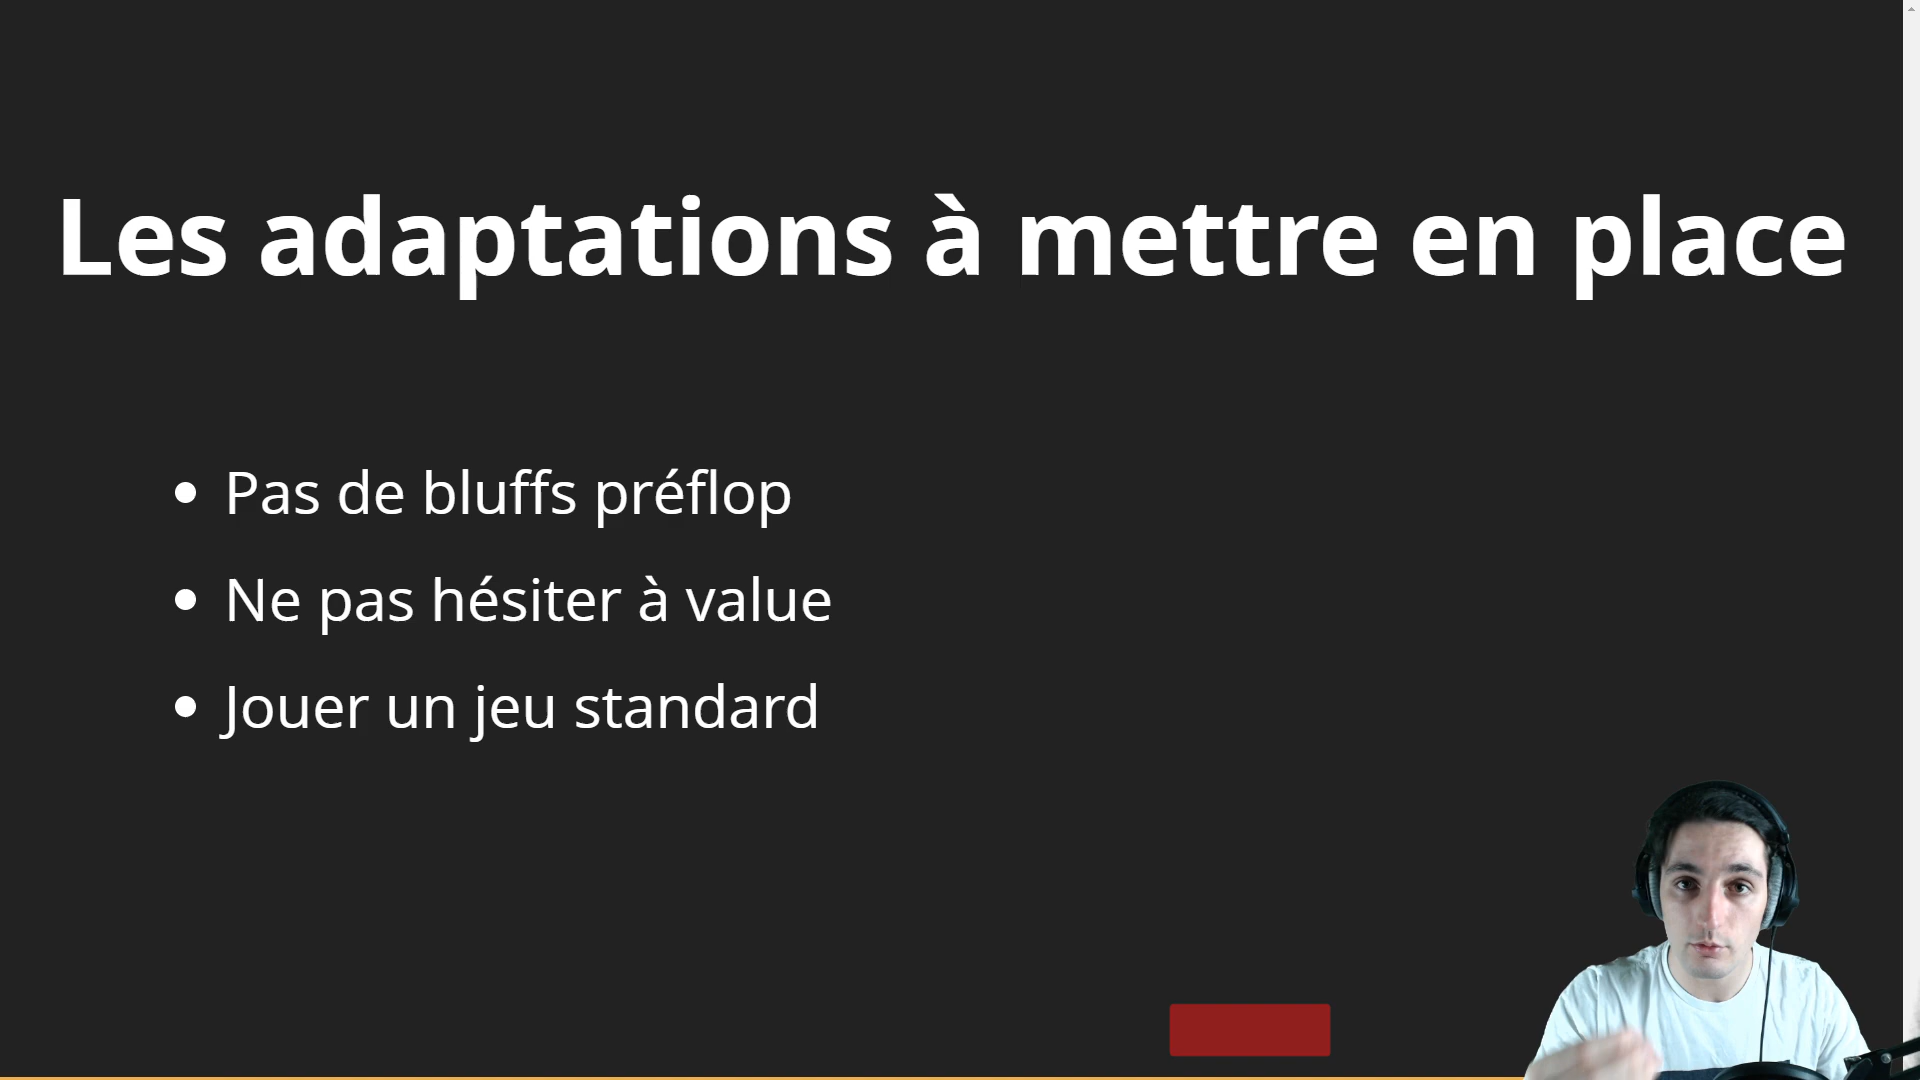 Les adaptations à mettre en place
Pas de bluffs préflop
Ne pas hésiter à value
Jouer un jeu standard